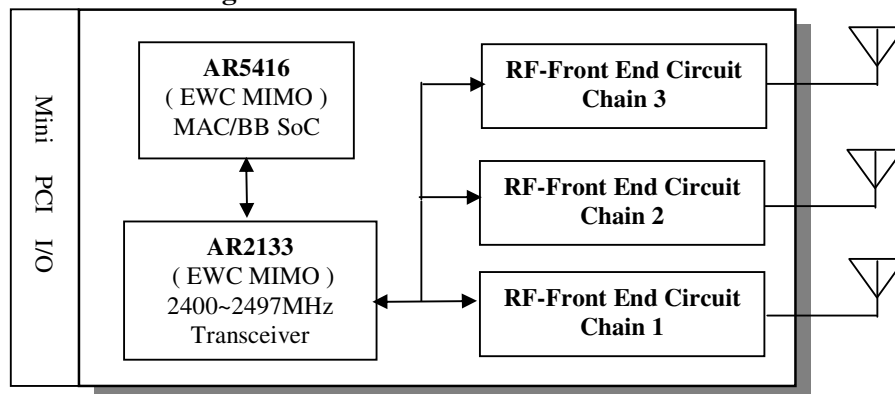 Mini PCI I/O
AR5416
( EWC MIMO )
MAC/BB SoC
AR2133
( EWC MIMO )
2400~2497MHz
Transceiver
RF-Front End Circuit
Chain 3
RF-Front End Circuit
Chain 2
RF-Front End Circuit
Chain 1